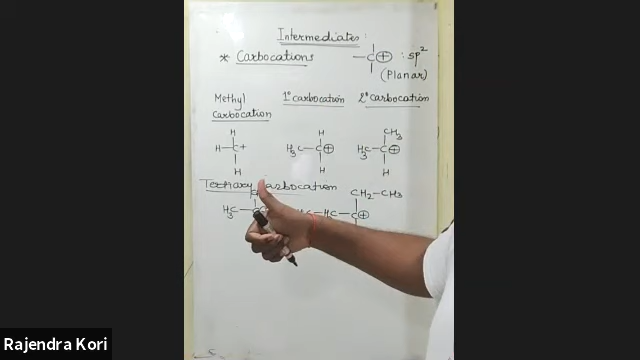 Intermediates:
* Carbocations
—C⊕ : sp²
(Planar)
Methyl Carbocation
1° carbocation
2° carbocation
H
H—C+
H
H
H₃C—C⊕
H
CH₃
H₃C—C⊕
H
Tertiary Carbocation
CH₂—CH₃
H₃C—C
HC—C⊕
Rajendra Kori